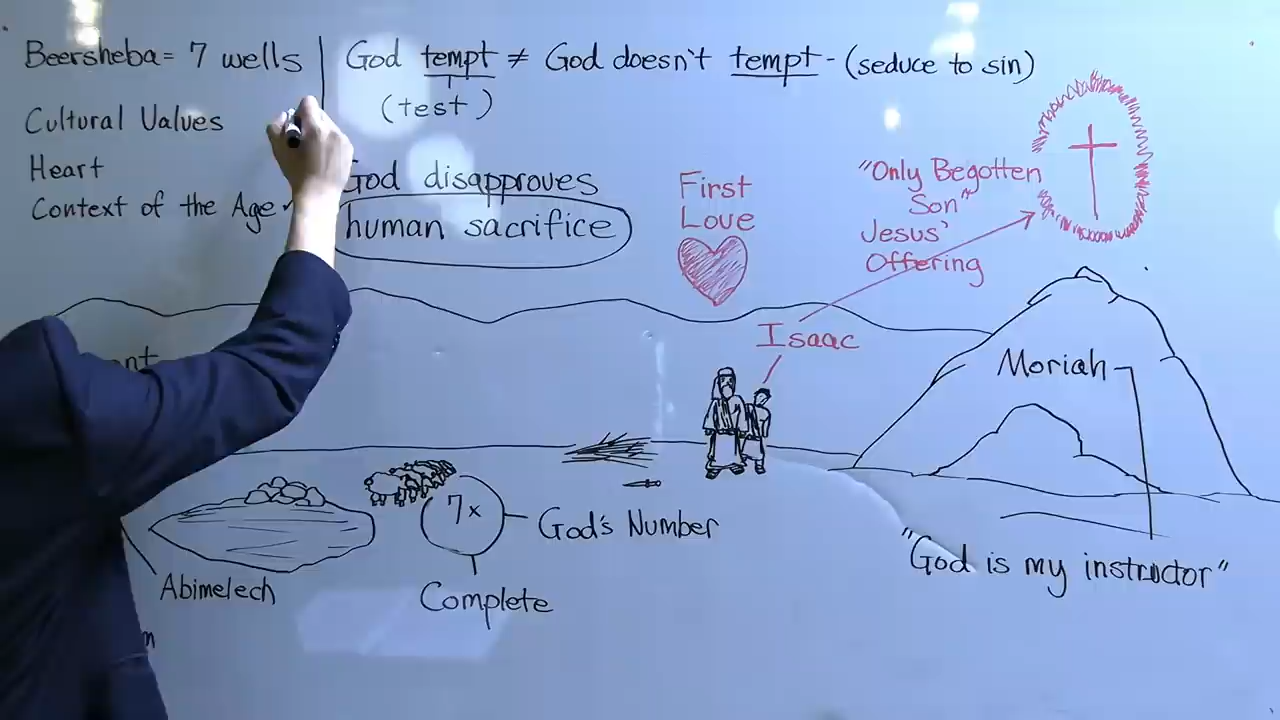 Beersheba = 7 wells
God tempt ≠ God doesn't tempt - (seduce to sin)
(test)
Cultural Values
Heart
Context of the Age
God disapproves
human sacrifice
First
Love
"Only Begotten
Son"
Jesus'
Offering
Isaac
Moriah
7x
God's Number
Complete
Abimelech
"God is my instructor"